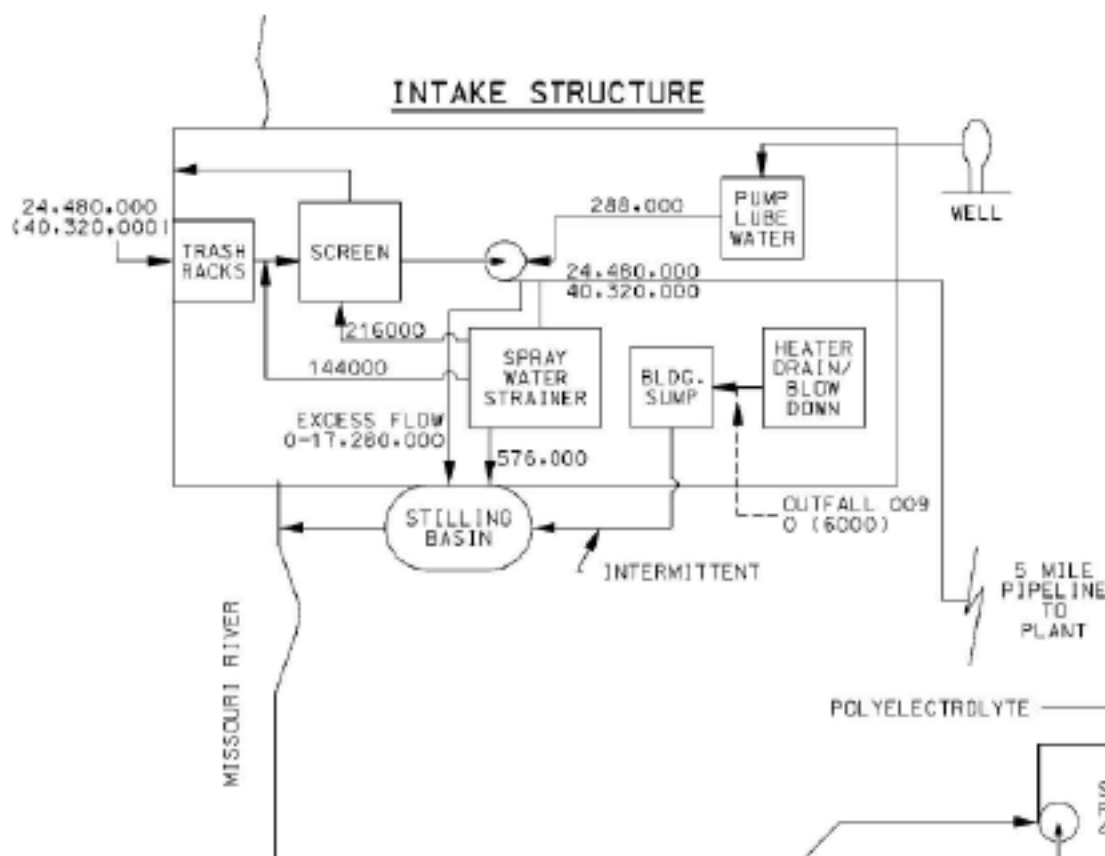 INTAKE STRUCTURE
24.480.000
(40.320.000)
TRASH
RACKS
SCREEN
288.000
PUMP
LUBE
WATER
WELL
24.480.000
40.320.000
216000
144000
SPRAY
WATER
STRAINER
BLDG.
SUMP
HEATER
DRAIN/
BLOW
DOWN
EXCESS FLOW
0-17.280.000
576.000
OUTFALL 009
0 (6000)
STILLING
BASIN
INTERMITTENT
5 MILE
PIPELINE
TO
PLANT
MISSOURI RIVER
POLYELECTROLYTE